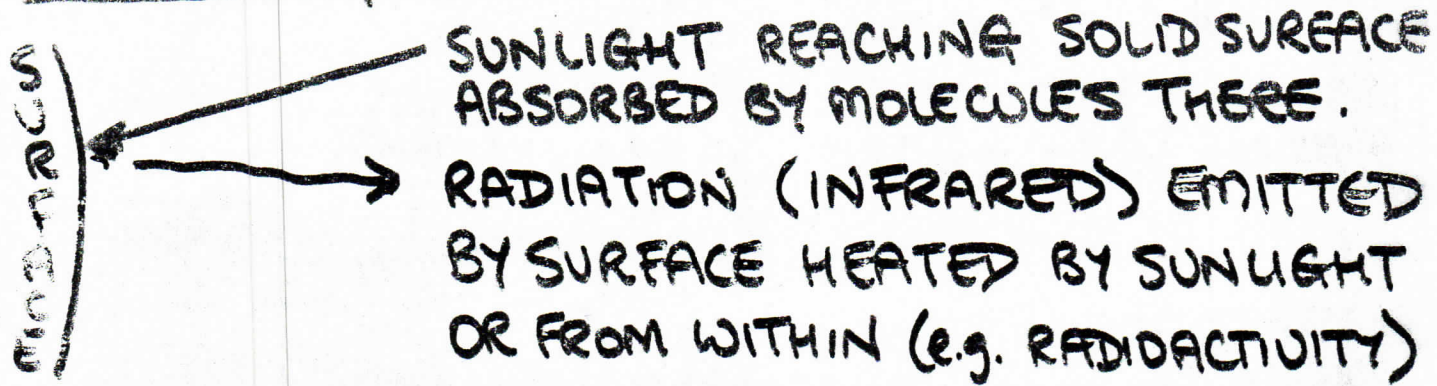 SURFACE
SUNLIGHT REACHING SOLID SURFACE
ABSORBED BY MOLECULES THERE.
RADIATION (INFRARED) EMITTED
BY SURFACE HEATED BY SUNLIGHT
OR FROM WITHIN (e.g. RADIOACTIVITY)